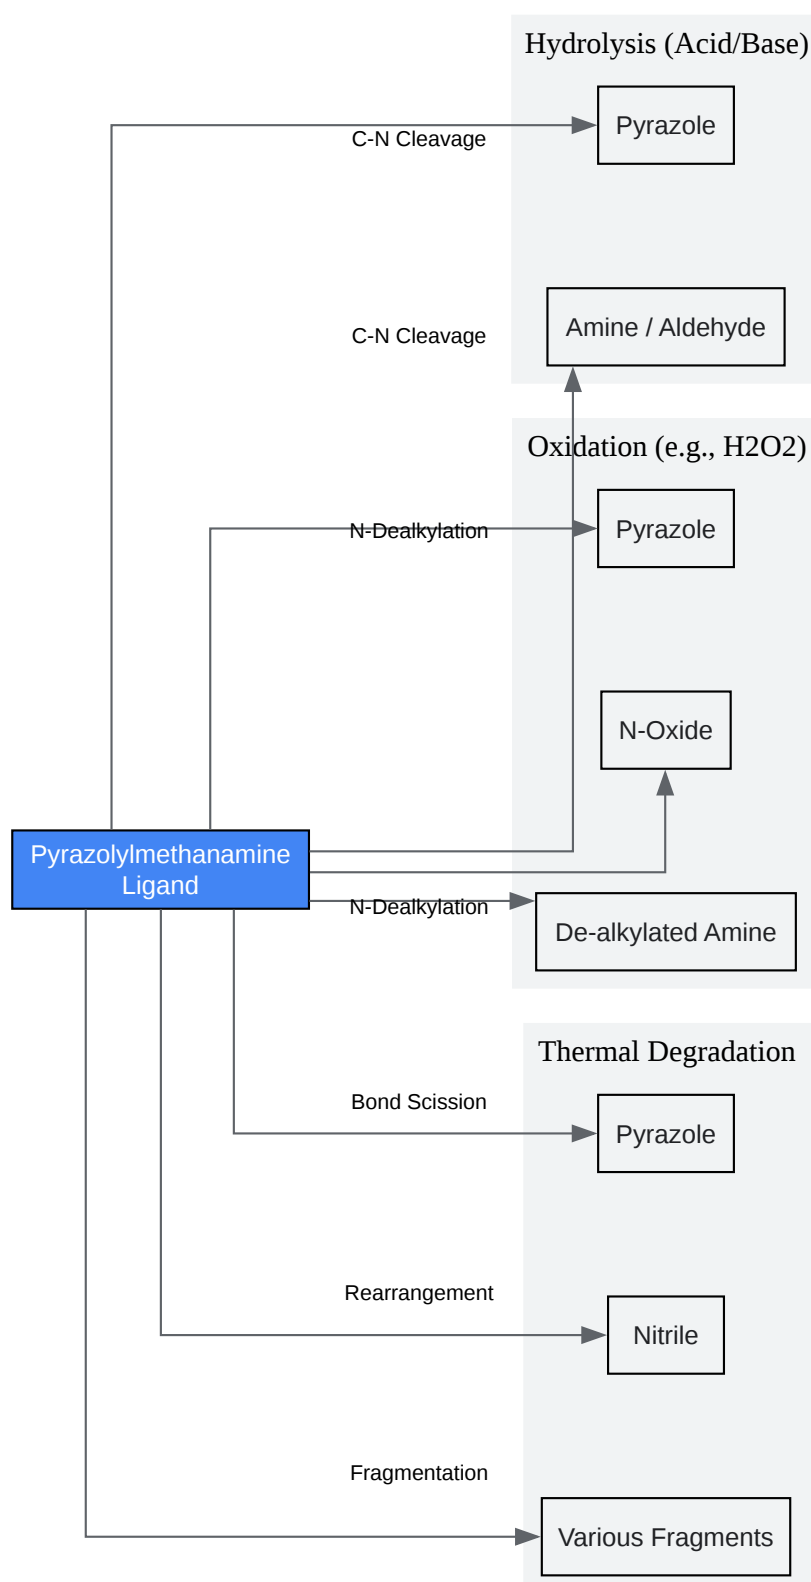 Hydrolysis (Acid/Base)
Pyrazole
C-N Cleavage
Amine / Aldehyde
C-N Cleavage
Oxidation (e.g., H2O2)
Pyrazole
N-Dealkylation
N-Oxide
Pyrazolylmethanamine
Ligand
N-Dealkylation
De-alkylated Amine
Thermal Degradation
Bond Scission
Pyrazole
Rearrangement
Nitrile
Fragmentation
Various Fragments